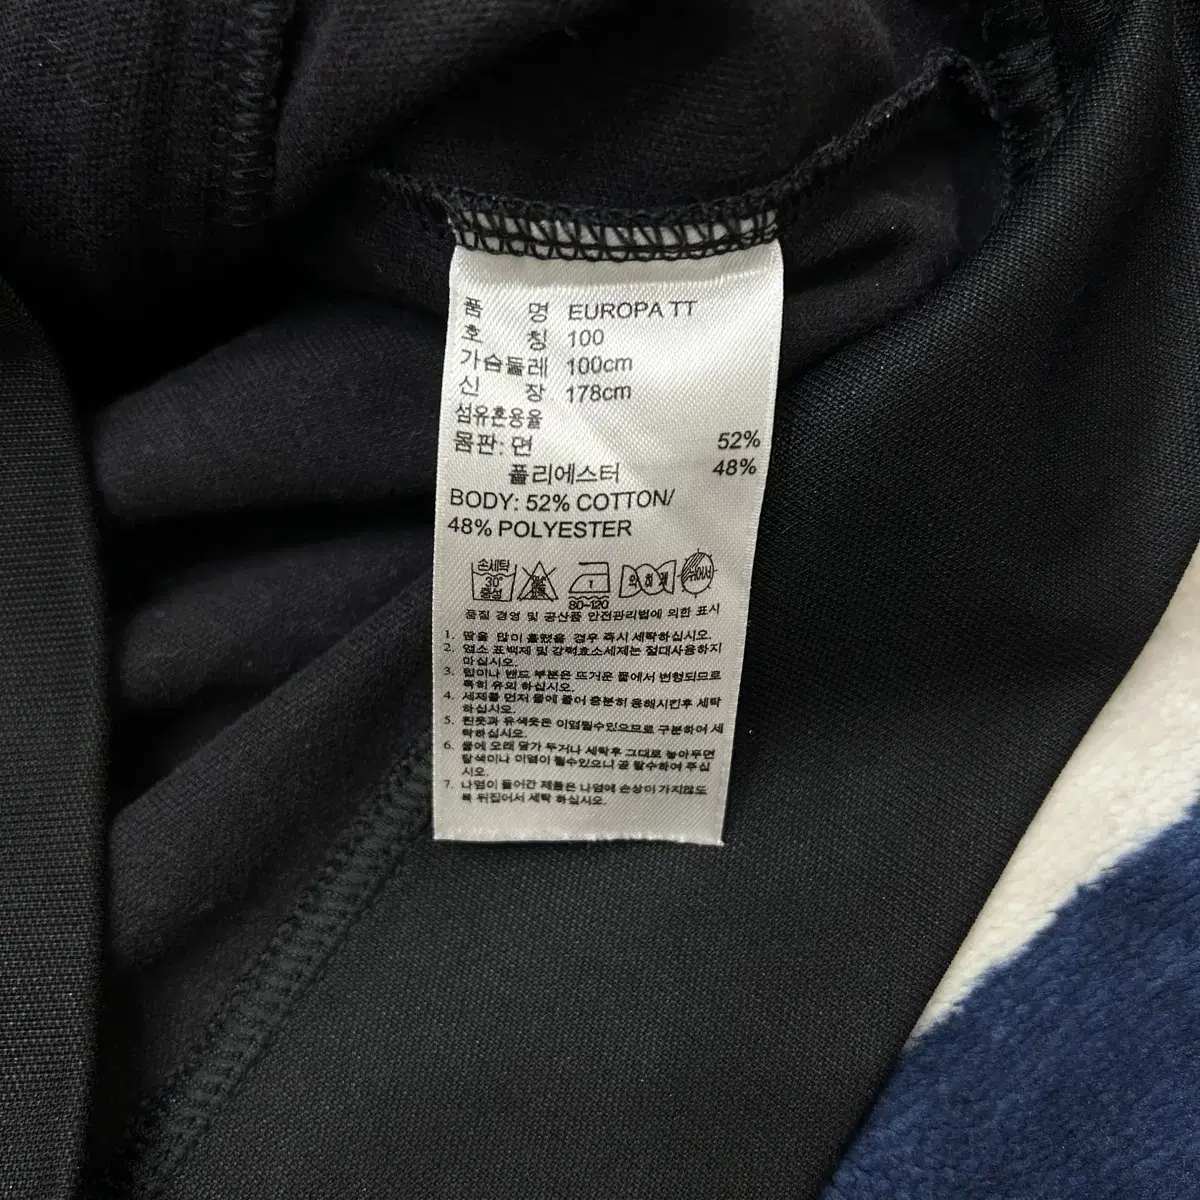 품 명 EUROPA TT
호 칭 100
가슴둘레 100cm
신 장 178cm
섬유혼용율
몸판: 면 52%
폴리에스터 48%
BODY: 52% COTTON/
48% POLYESTER
손세탁 30° 중성 1 약하게 뉘어서
80~120
품질 경영 및 공산품 안전관리법에 의한 표시
1. 땀을 많이 흘렸을 경우 즉시 세탁하십시오.
2. 염소 표백제 및 강력효소세제는 절대사용하지
마십시오.
3. 립이나 밴드 부분은 뜨거운 물에서 변형되므로
특히 유의 하십시오.
4. 세제를 먼저 물에 풀어 충분히 용해시킨후 세탁
하십시오.
5. 흰옷과 유색옷은 이염될수있으므로 구분하여 세
탁하십시오.
6. 물에 오래 담가 두거나 세탁후 그대로 놓아두면
탈색이나 이염이 될수있으니 곧 탈수하여 주십
시오.
7. 나염이 들어간 제품은 나염에 손상이 가지않도
록 뒤집어서 세탁 하십시오.